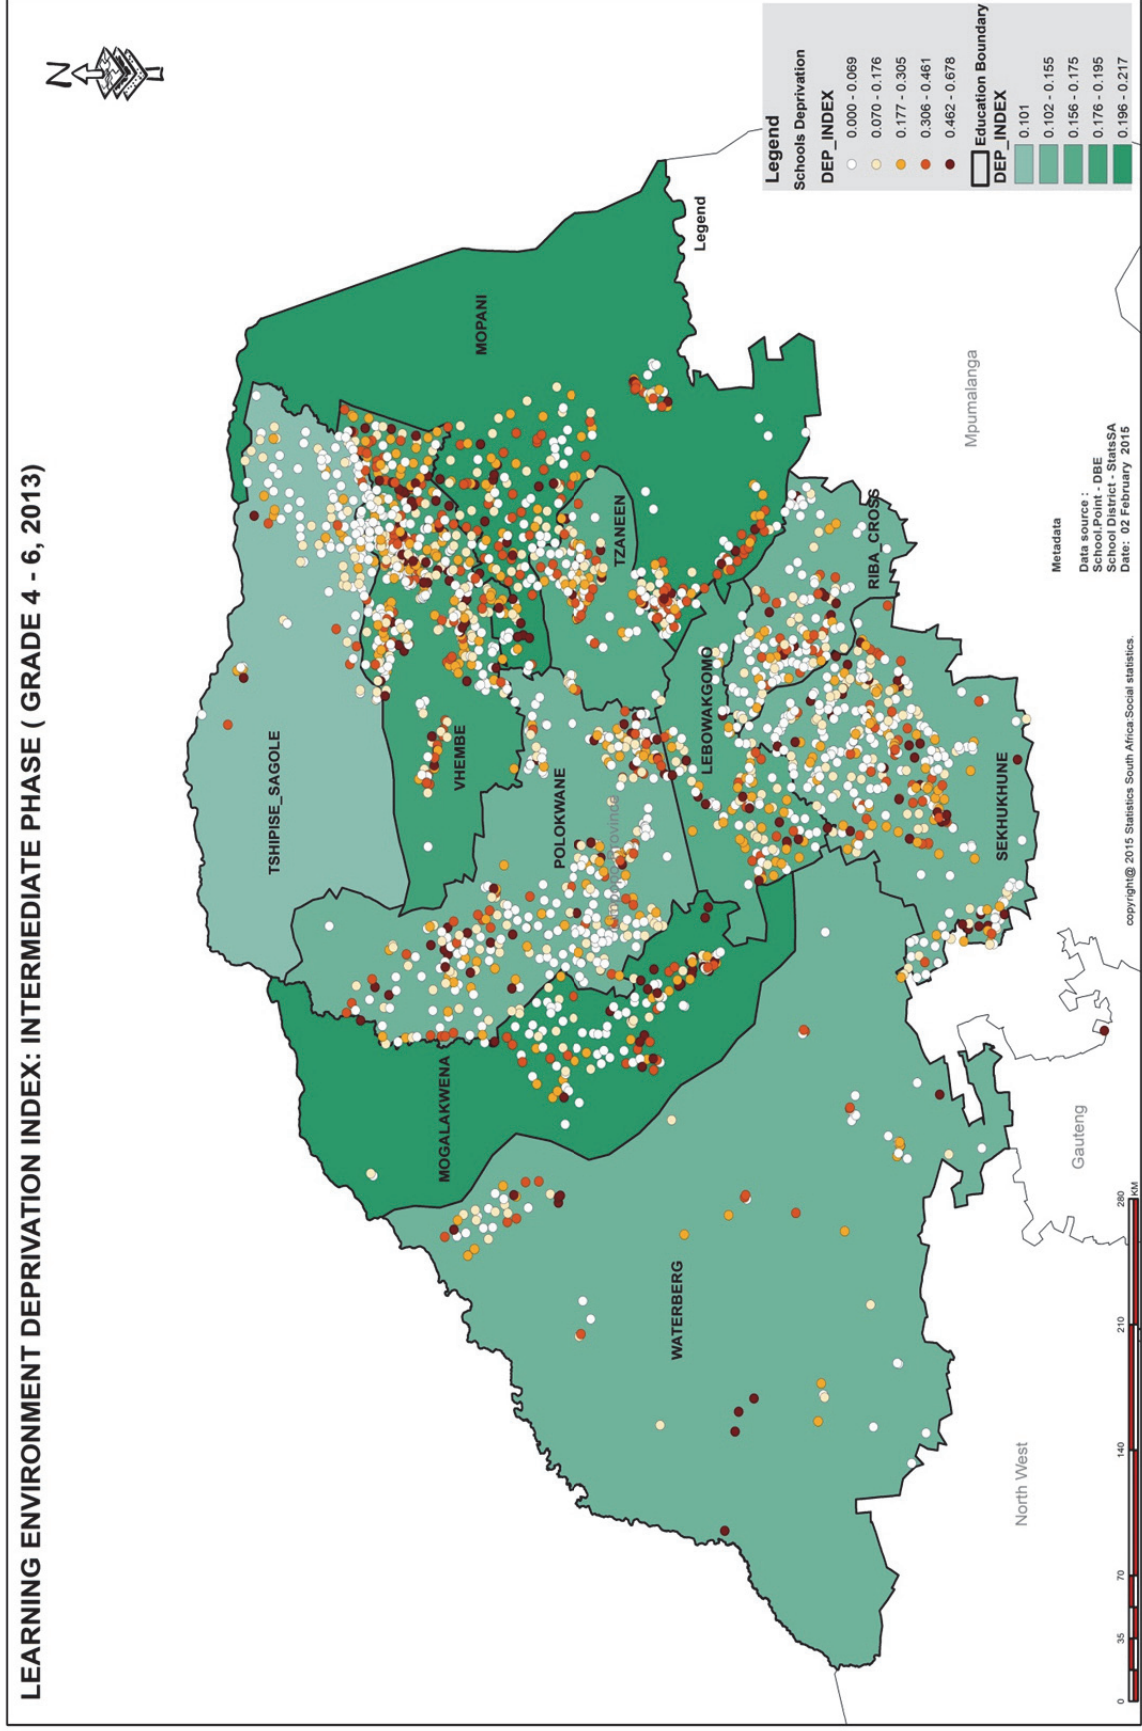 LEARNING ENVIRONMENT DEPRIVATION INDEX: INTERMEDIATE PHASE ( GRADE 4 - 6, 2013)
N
TSHIPISE_SAGOLE
MOPANI
VHEMBE
MOGALAKWENA
POLOKWANE
TZANEEN
Province
WATERBERG
LEBOWAKGOMO
Legend
RIBA_CROSS
SEKHUKHUNE
Mpumalanga
Gauteng
North West
Legend
Schools Deprivation
DEP_INDEX
0.000 - 0.069
0.070 - 0.176
0.177 - 0.305
0.306 - 0.461
0.462 - 0.678
Education Boundary
DEP_INDEX
0.101
0.102 - 0.155
0.156 - 0.175
0.176 - 0.195
0.196 - 0.217
Metadata
Data source :
School.Point - DBE
School District - StatsSA
Date: 02 February 2015
copyright@ 2015 Statistics South Africa:Social statistics.
0 35 70 140 210 280
KM